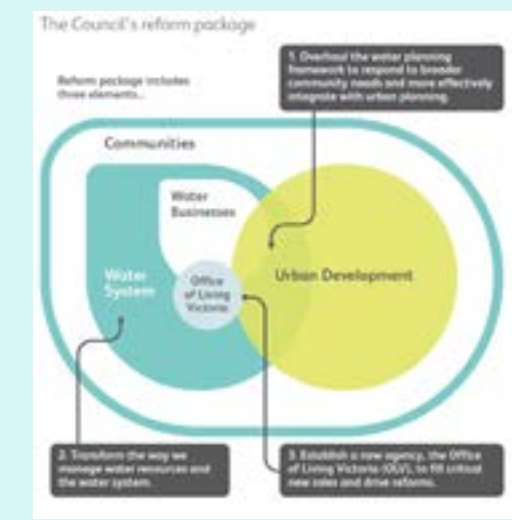 The Council's reform package
Reform package includes
three elements...
1. Overhaul the water planning
framework to respond to broader
community needs and more effectively
integrate with urban planning.
Communities
Water
Businesses
Water
System
Office
of Living
Victoria
Urban Development
2. Transform the way we
manage water resources and
the water system.
3. Establish a new agency, the Office
of Living Victoria (OLV), to fill critical
new roles and drive reforms.